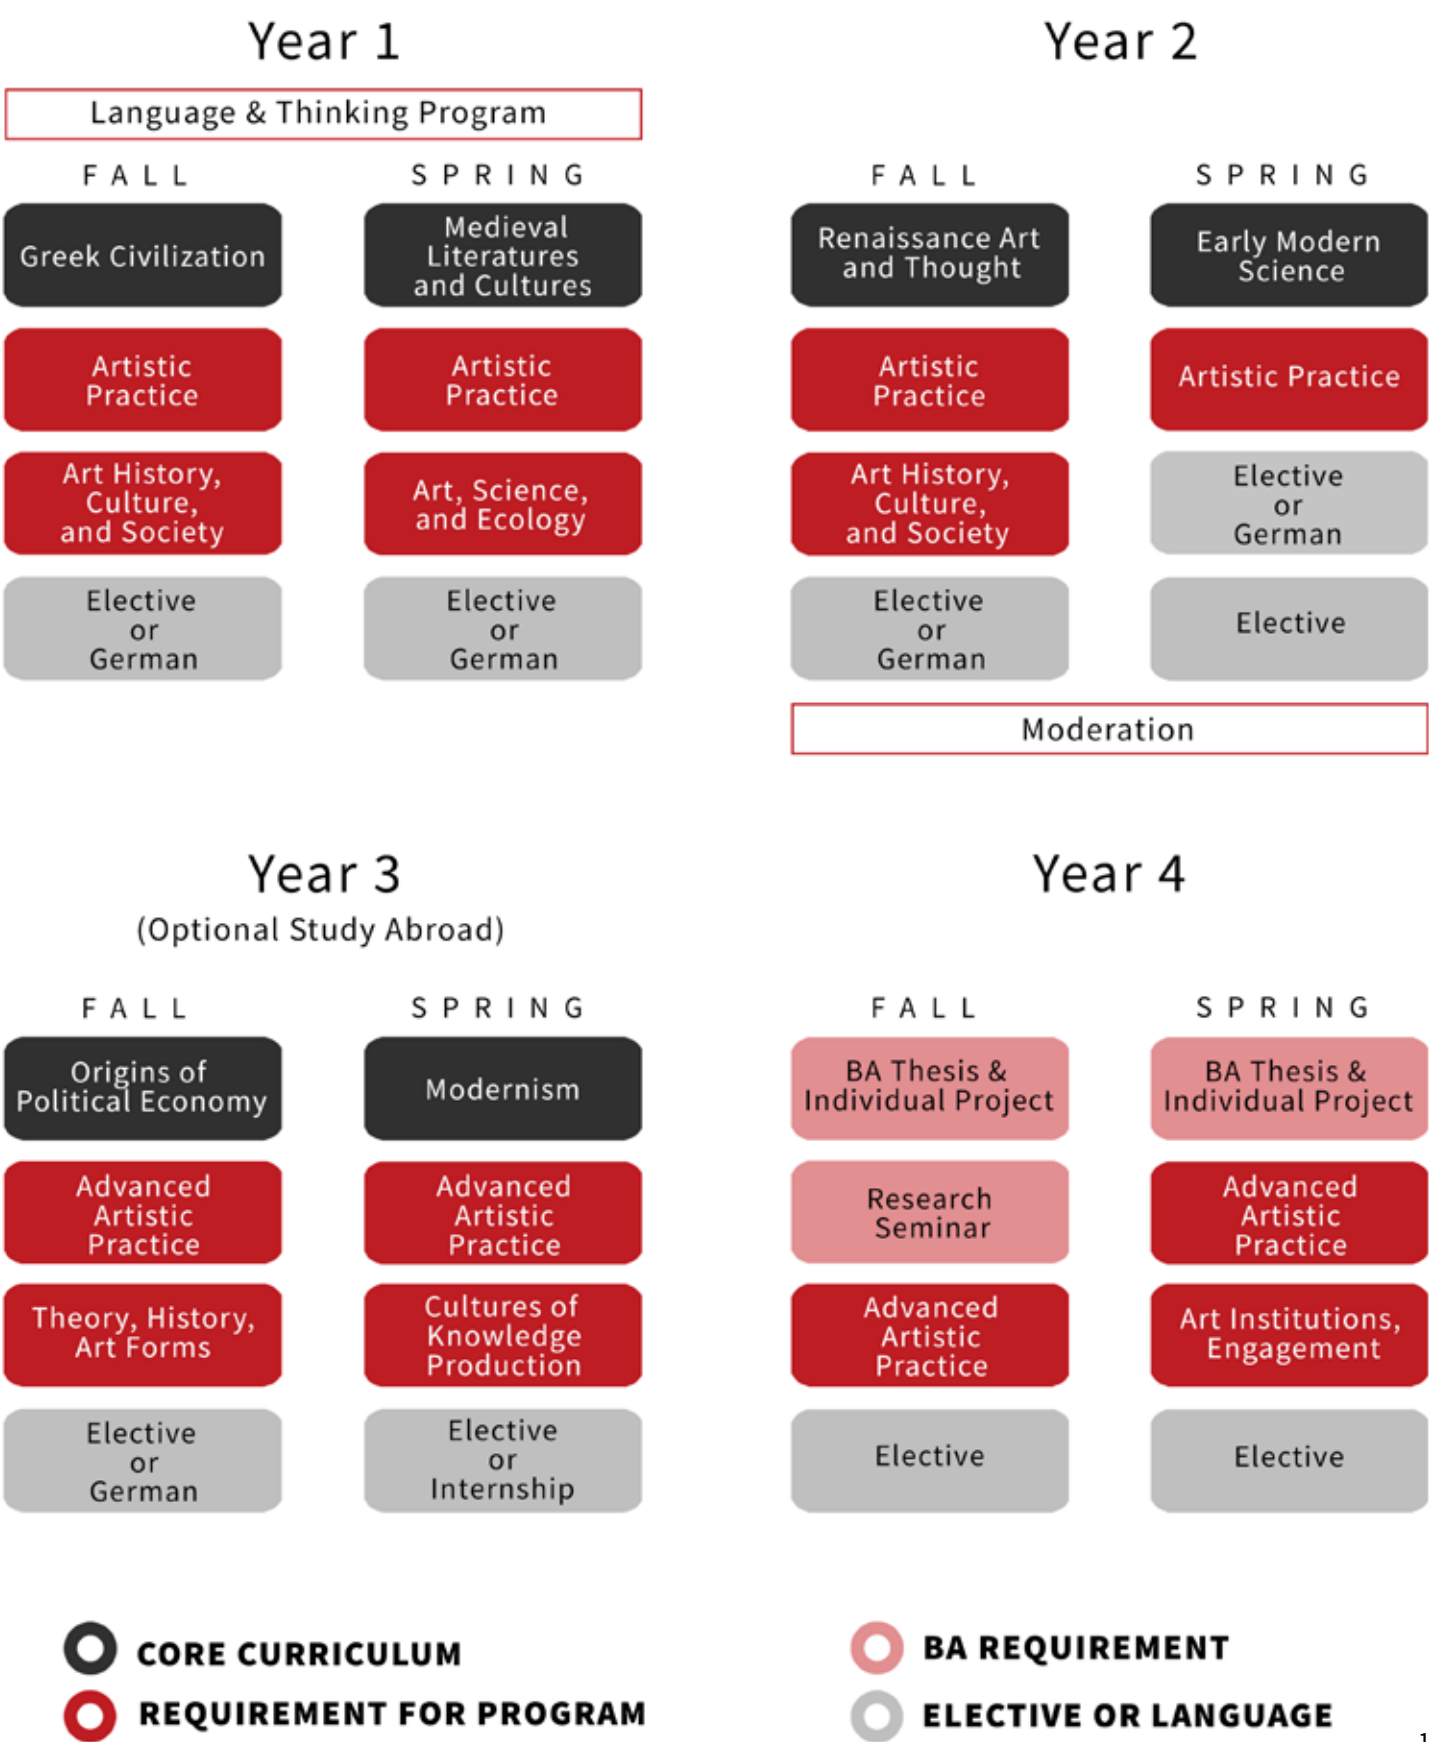 Year 1
Language & Thinking Program
FALL
Greek Civilization
Artistic
Practice
Art History,
Culture,
and Society
Elective
or
German
SPRING
Medieval
Literatures
and Cultures
Artistic
Practice
Art, Science,
and Ecology
Elective
or
German
Year 2
FALL
Renaissance Art
and Thought
Artistic
Practice
Art History,
Culture,
and Society
Elective
or
German
SPRING
Early Modern
Science
Artistic Practice
Elective
or
German
Elective
Moderation
Year 3
(Optional Study Abroad)
FALL
Origins of
Political Economy
Advanced
Artistic
Practice
Theory, History,
Art Forms
Elective
or
German
SPRING
Modernism
Advanced
Artistic
Practice
Cultures of
Knowledge
Production
Elective
or
Internship
Year 4
FALL
BA Thesis &
Individual Project
Research
Seminar
Advanced
Artistic
Practice
Elective
SPRING
BA Thesis &
Individual Project
Advanced
Artistic
Practice
Art Institutions,
Engagement
Elective
CORE CURRICULUM
REQUIREMENT FOR PROGRAM
BA REQUIREMENT
ELECTIVE OR LANGUAGE
1